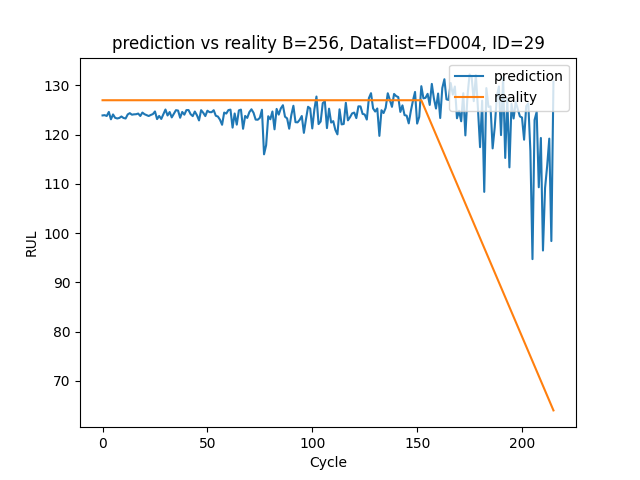 prediction vs reality B=256, Datalist=FD004, ID=29
prediction
reality
130
120
110
100
90
80
70
RUL
0
50
100
150
200
Cycle